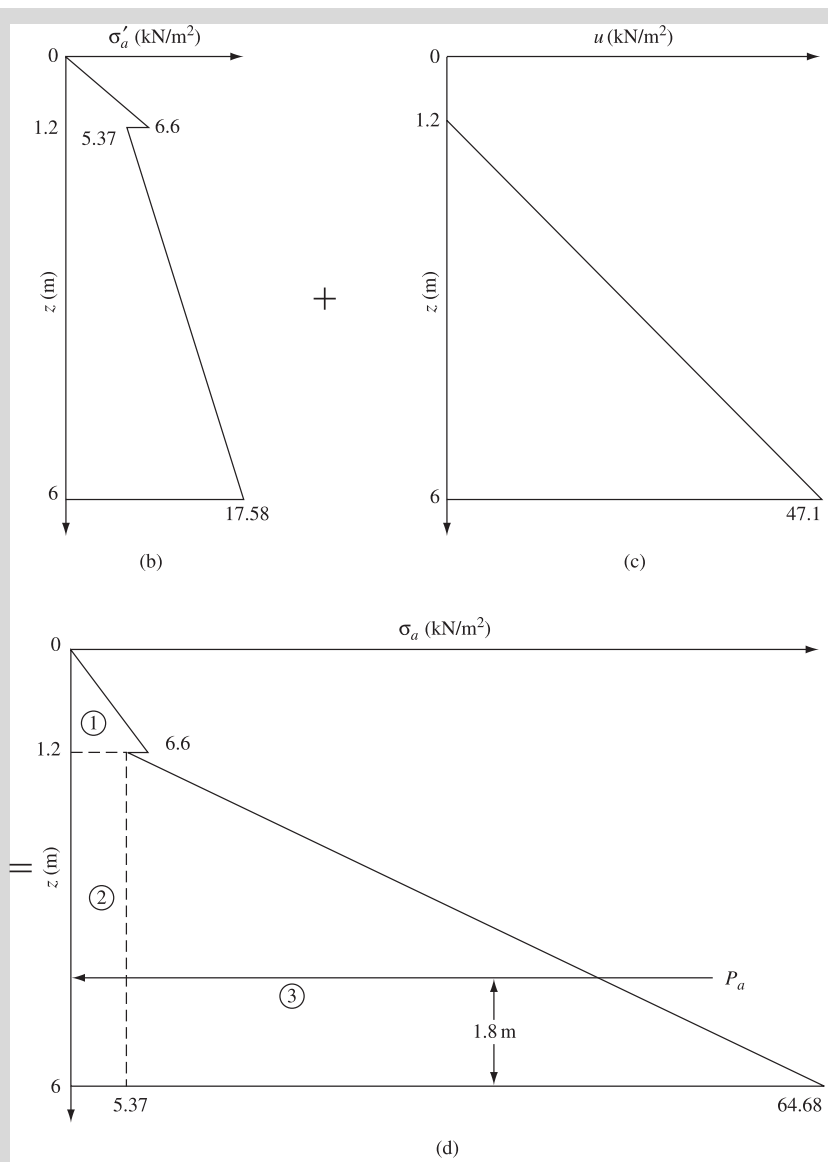 σ′a (kN/m²)
0
1.2
5.37
6.6
z (m)
6
17.58
(b)
+
u (kN/m²)
0
1.2
z (m)
6
47.1
(c)
=
σa (kN/m²)
0
1
1.2
6.6
z (m)
2
Pa
3
1.8 m
6
5.37
64.68
(d)